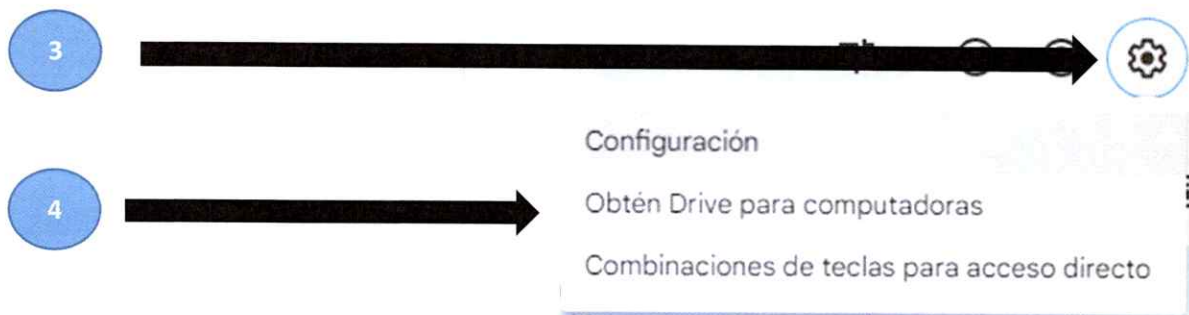 3
Configuración
4
Obtén Drive para computadoras
Combinaciones de teclas para acceso directo